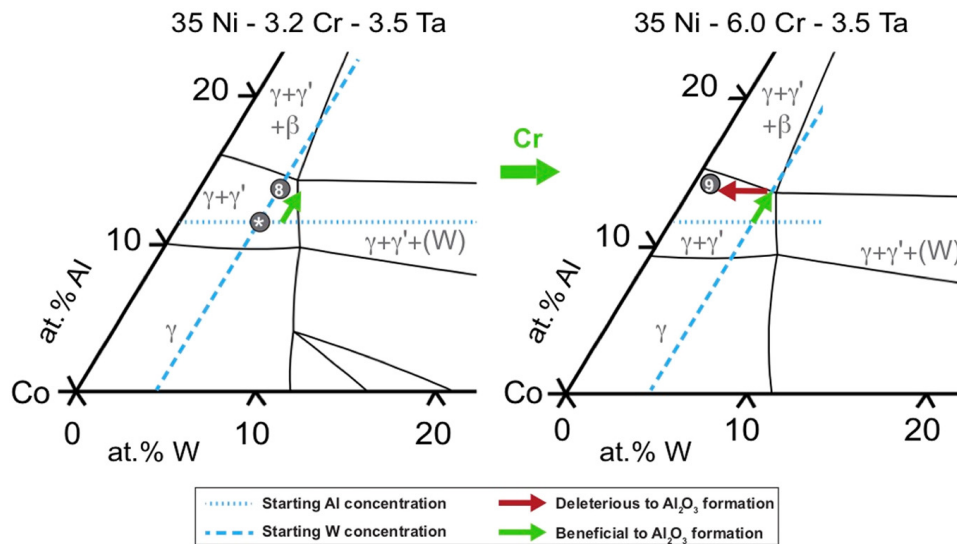 35 Ni - 3.2 Cr - 3.5 Ta
35 Ni - 6.0 Cr - 3.5 Ta
20
γ+γ'
+β
Cr
20
γ+γ'
+β
8
γ+γ'
*
9
10
γ+γ'+(W)
10
γ+γ'
γ+γ'+(W)
at. % Al
γ
at. % Al
γ
Co
Co
0
10
20
at.% W
0
10
20
at.% W
Starting Al concentration
Deleterious to Al₂O₃ formation
Starting W concentration
Beneficial to Al₂O₃ formation